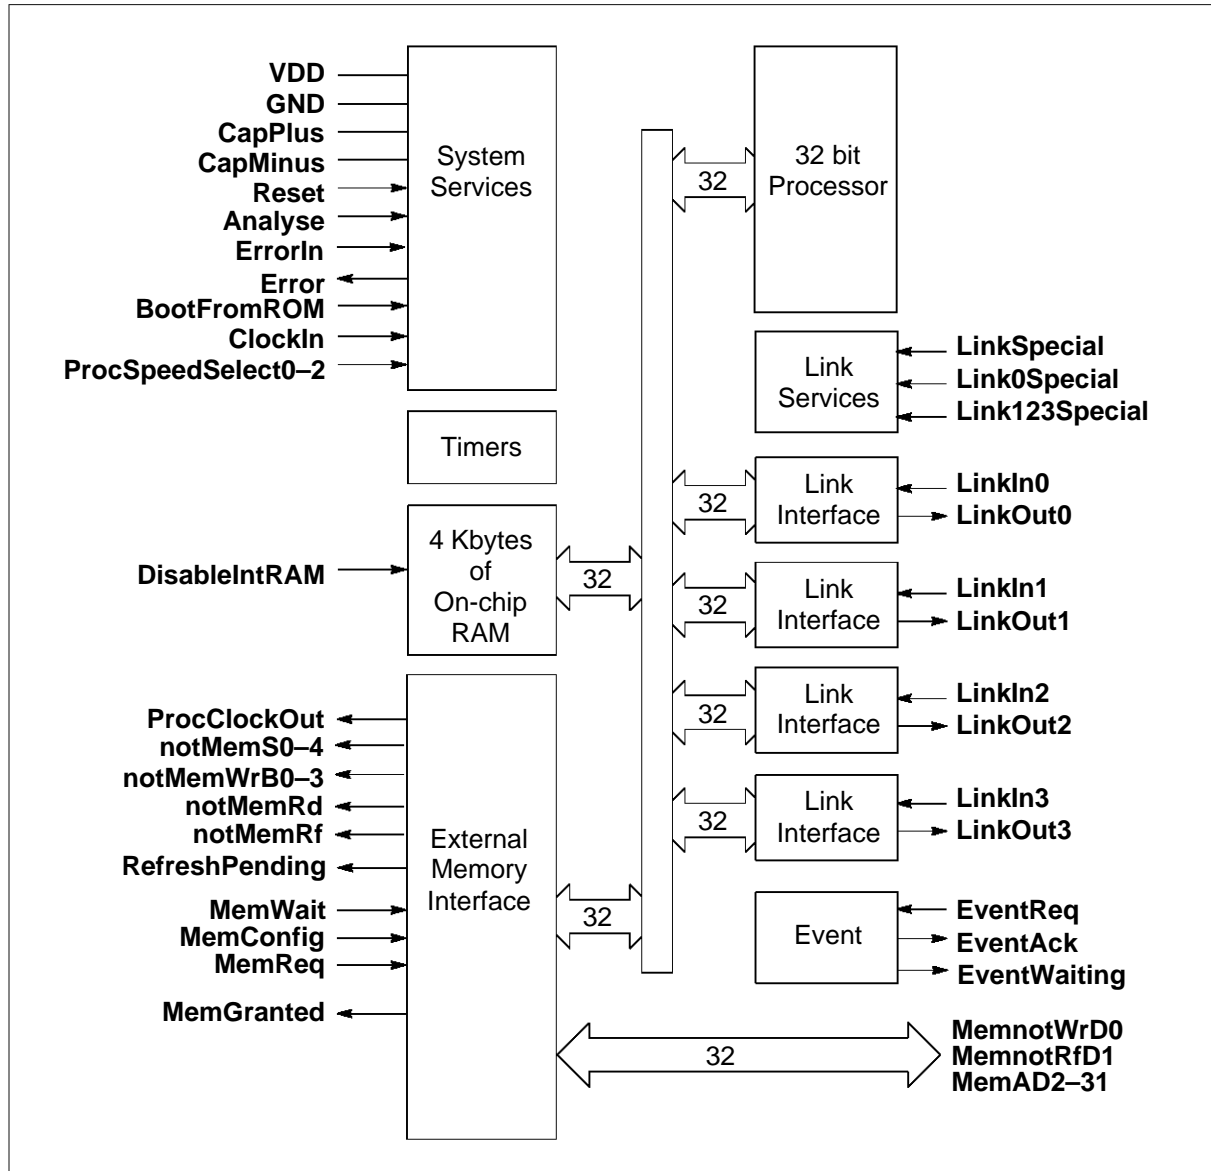 VDD
GND
CapPlus
CapMinus
Reset
Analyse
ErrorIn
Error
BootFromROM
ClockIn
ProcSpeedSelect0–2
System
Services
Timers
DisableIntRAM
4 Kbytes
of
On-chip
RAM
32
ProcClockOut
notMemS0–4
notMemWrB0–3
notMemRd
notMemRf
RefreshPending
MemWait
MemConfig
MemReq
MemGranted
External
Memory
Interface
32
32 bit
Processor
32
Link
Services
LinkSpecial
Link0Special
Link123Special
32
Link
Interface
LinkIn0
LinkOut0
32
Link
Interface
LinkIn1
LinkOut1
32
Link
Interface
LinkIn2
LinkOut2
32
Link
Interface
LinkIn3
LinkOut3
Event
EventReq
EventAck
EventWaiting
32
MemnotWrD0
MemnotRfD1
MemAD2–31